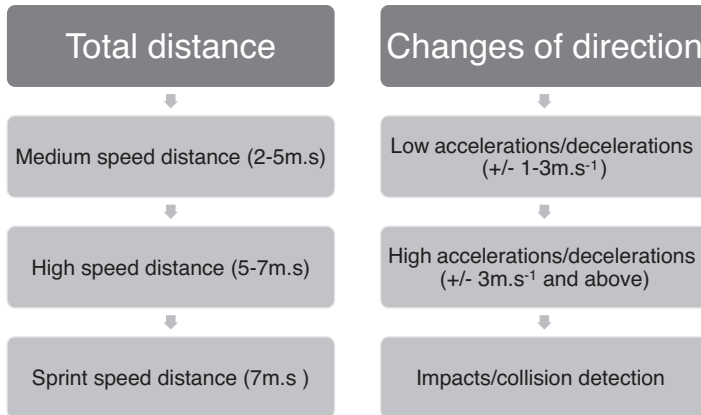 Total distance
Medium speed distance (2-5m.s)
High speed distance (5-7m.s)
Sprint speed distance (7m.s )
Changes of direction
Low accelerations/decelerations
(+/- 1-3m.s⁻¹)
High accelerations/decelerations
(+/- 3m.s⁻¹ and above)
Impacts/collision detection